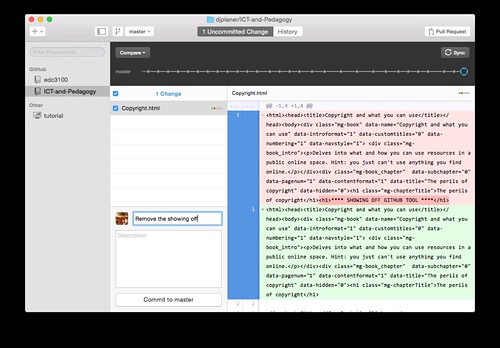 djplaner/ICT-and-Pedagogy
master
1 Uncommitted Change
History
Pull Request
Filter Repositories
Compare
Sync
GitHub
edc3100
ICT-and-Pedagogy
Other
tutorial
master
1 Change
Copyright.html
Copyright.html
@@ -1,4 +1,4 @@
1
- <html><head><title>Copyright and what you can use</title></
head><body><div class="mg-book" data-name="Copyright and what
you can use" data-introformat="1" data-customtitles="0" data-
numbering="1" data-navstyle="1"> <div class="mg-
book_intro"><p>Delves into what and how you can use resources in a
public online space. Hint: you just can't use anything you find
online.</p></div><div class="mg-book_chapter" data-subchapter="0"
data-pagenum="1" data-contentformat="1" data-title="The perils of
copyright" data-hidden="0"><h1 class="mg-chapterTitle">The perils
of copyright</h1><h1>**** SHOWING OFF GITHUB TOOL ****</h1>
1
+ <html><head><title>Copyright and what you can use</title></
head><body><div class="mg-book" data-name="Copyright and what you
can use" data-introformat="1" data-customtitles="0" data-
numbering="1" data-navstyle="1"> <div class="mg-
book_intro"><p>Delves into what and how you can use resources in a
public online space. Hint: you just can't use anything you find
online.</p></div><div class="mg-book_chapter" data-subchapter="0"
data-pagenum="1" data-contentformat="1" data-title="The perils of
copyright" data-hidden="0"><h1 class="mg-chapterTitle">The perils
of copyright</h1>
2 2
Remove the showing off
Description
Commit to master